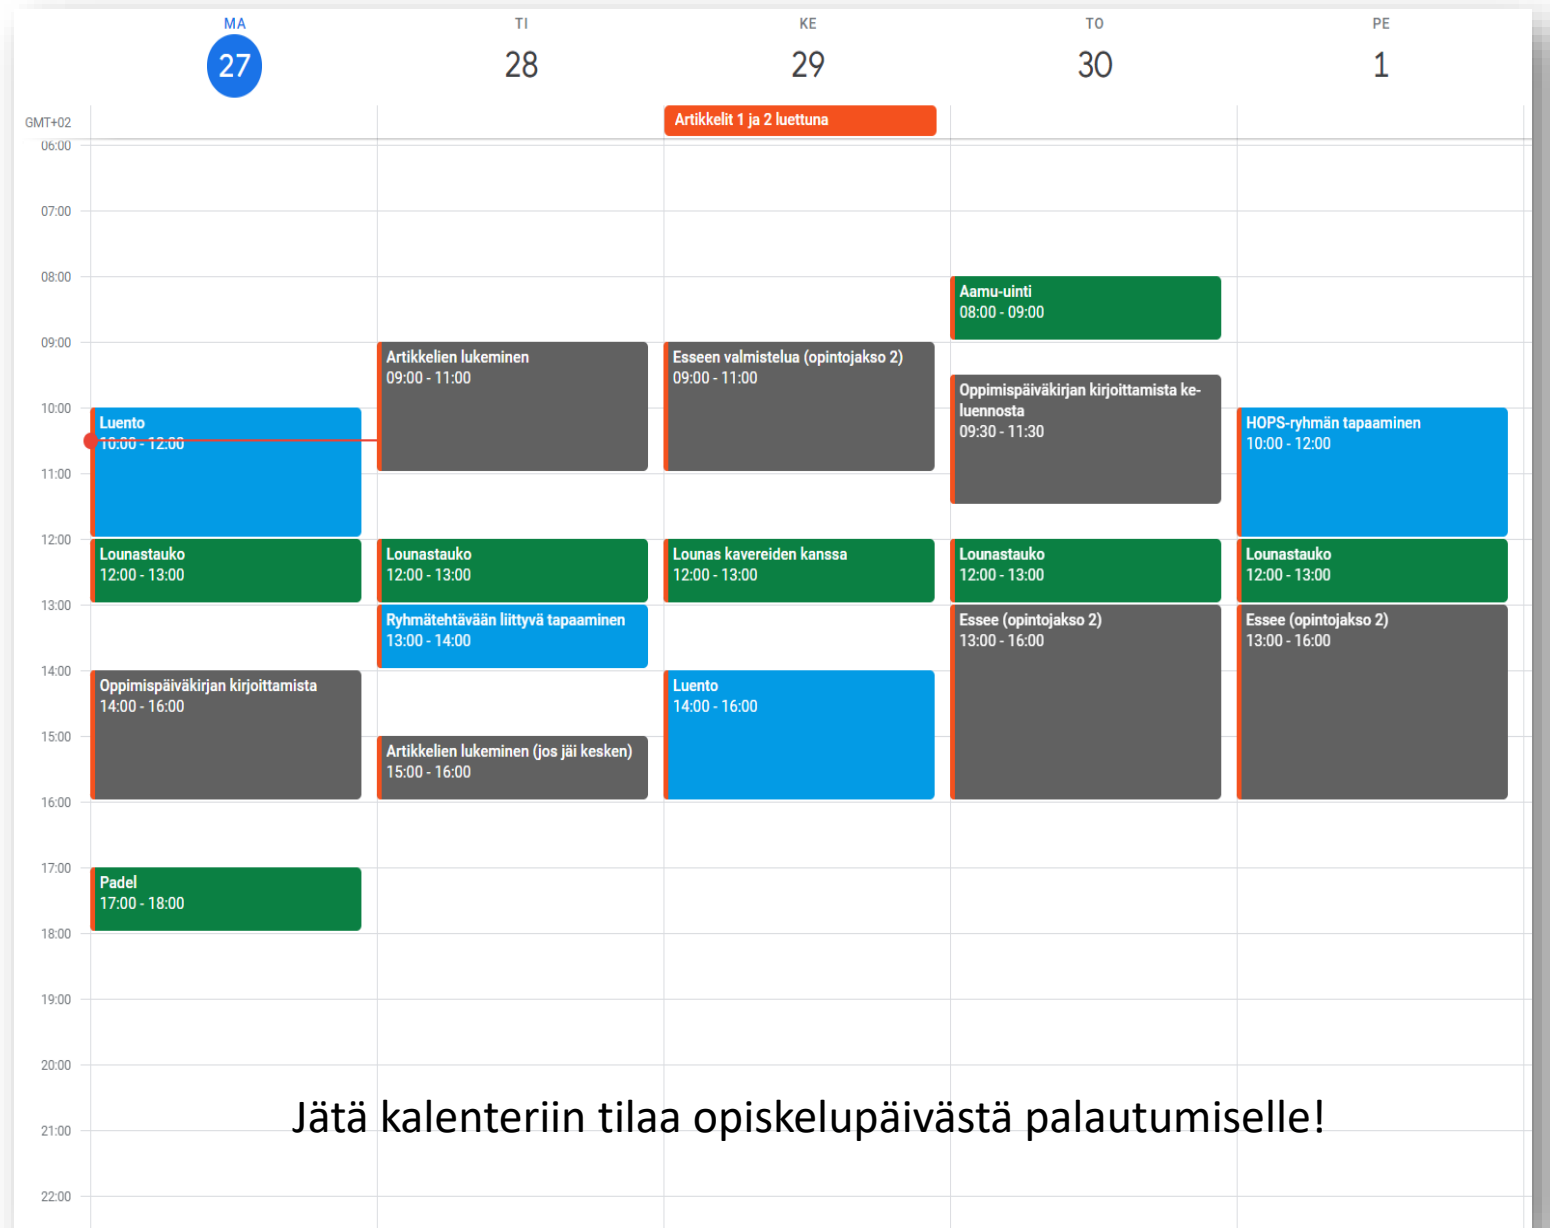 MA
TI
KE
TO
PE
27
28
29
30
1
GMT+02
Artikkelit 1 ja 2 luettuna
06:00
07:00
08:00
09:00
10:00
11:00
12:00
13:00
14:00
15:00
16:00
17:00
18:00
19:00
20:00
21:00
22:00
Luento
10:00 - 12:00
Lounastauko
12:00 - 13:00
Oppimispäiväkirjan kirjoittamista
14:00 - 16:00
Padel
17:00 - 18:00
Artikkelien lukeminen
09:00 - 11:00
Lounastauko
12:00 - 13:00
Ryhmätehtävään liittyvä tapaaminen
13:00 - 14:00
Artikkelien lukeminen (jos jäi kesken)
15:00 - 16:00
Esseen valmistelua (opintojakso 2)
09:00 - 11:00
Lounas kavereiden kanssa
12:00 - 13:00
Luento
14:00 - 16:00
Aamu-uinti
08:00 - 09:00
Oppimispäiväkirjan kirjoittamista ke-
luennosta
09:30 - 11:30
Lounastauko
12:00 - 13:00
Essee (opintojakso 2)
13:00 - 16:00
HOPS-ryhmän tapaaminen
10:00 - 12:00
Lounastauko
12:00 - 13:00
Essee (opintojakso 2)
13:00 - 16:00
Jätä kalenteriin tilaa opiskelupäivästä palautumiselle!